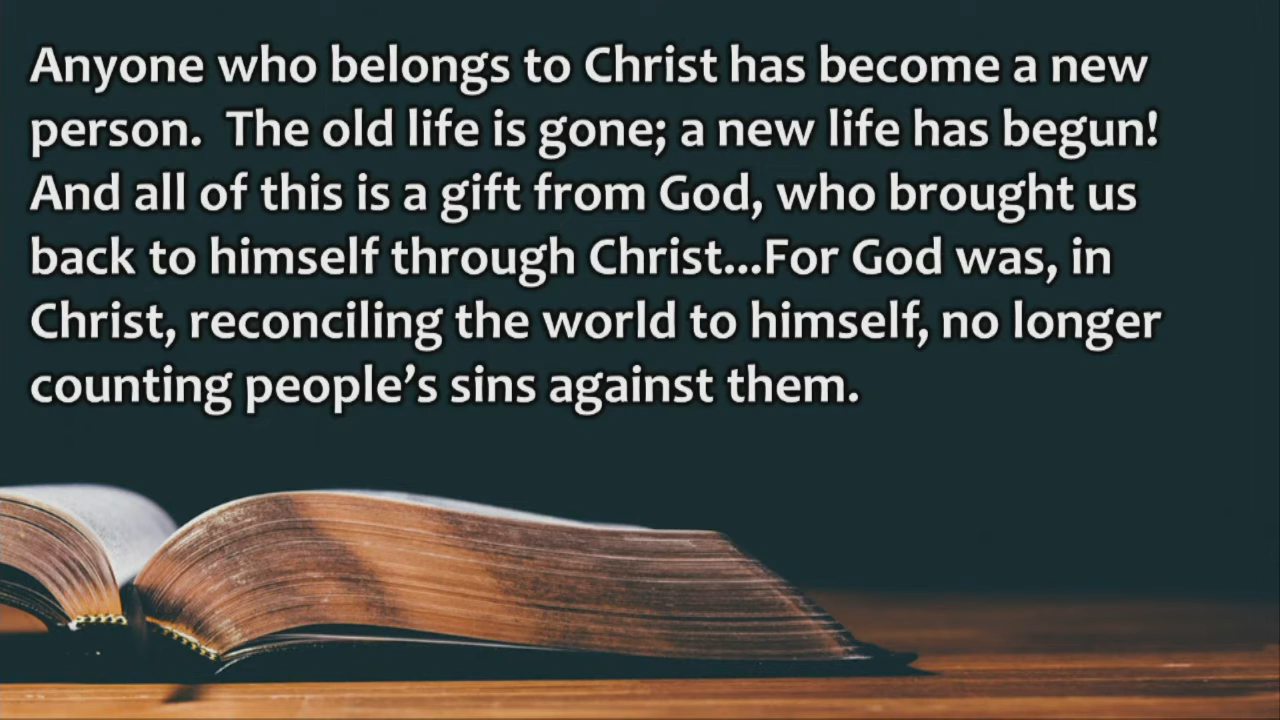 Anyone who belongs to Christ has become a new
person.  The old life is gone; a new life has begun!
And all of this is a gift from God, who brought us
back to himself through Christ...For God was, in
Christ, reconciling the world to himself, no longer
counting people’s sins against them.